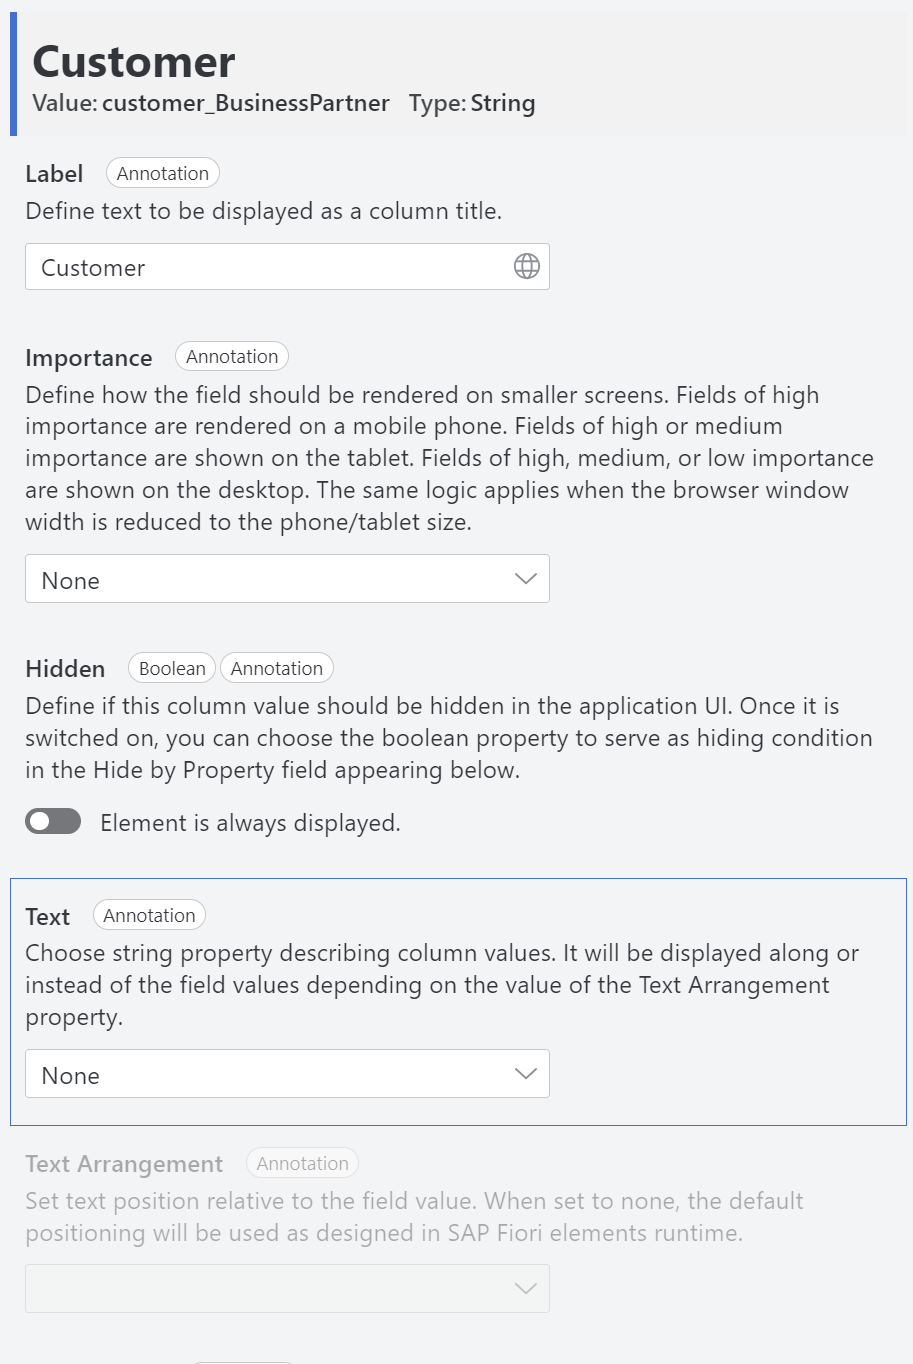 Customer
Value: customer_BusinessPartner Type: String
Label Annotation
Define text to be displayed as a column title.
Customer
Importance Annotation
Define how the field should be rendered on smaller screens. Fields of high
importance are rendered on a mobile phone. Fields of high or medium
importance are shown on the tablet. Fields of high, medium, or low importance
are shown on the desktop. The same logic applies when the browser window
width is reduced to the phone/tablet size.
None
Hidden Boolean Annotation
Define if this column value should be hidden in the application UI. Once it is
switched on, you can choose the boolean property to serve as hiding condition
in the Hide by Property field appearing below.
Element is always displayed.
Text Annotation
Choose string property describing column values. It will be displayed along or
instead of the field values depending on the value of the Text Arrangement
property.
None
Text Arrangement Annotation
Set text position relative to the field value. When set to none, the default
positioning will be used as designed in SAP Fiori elements runtime.